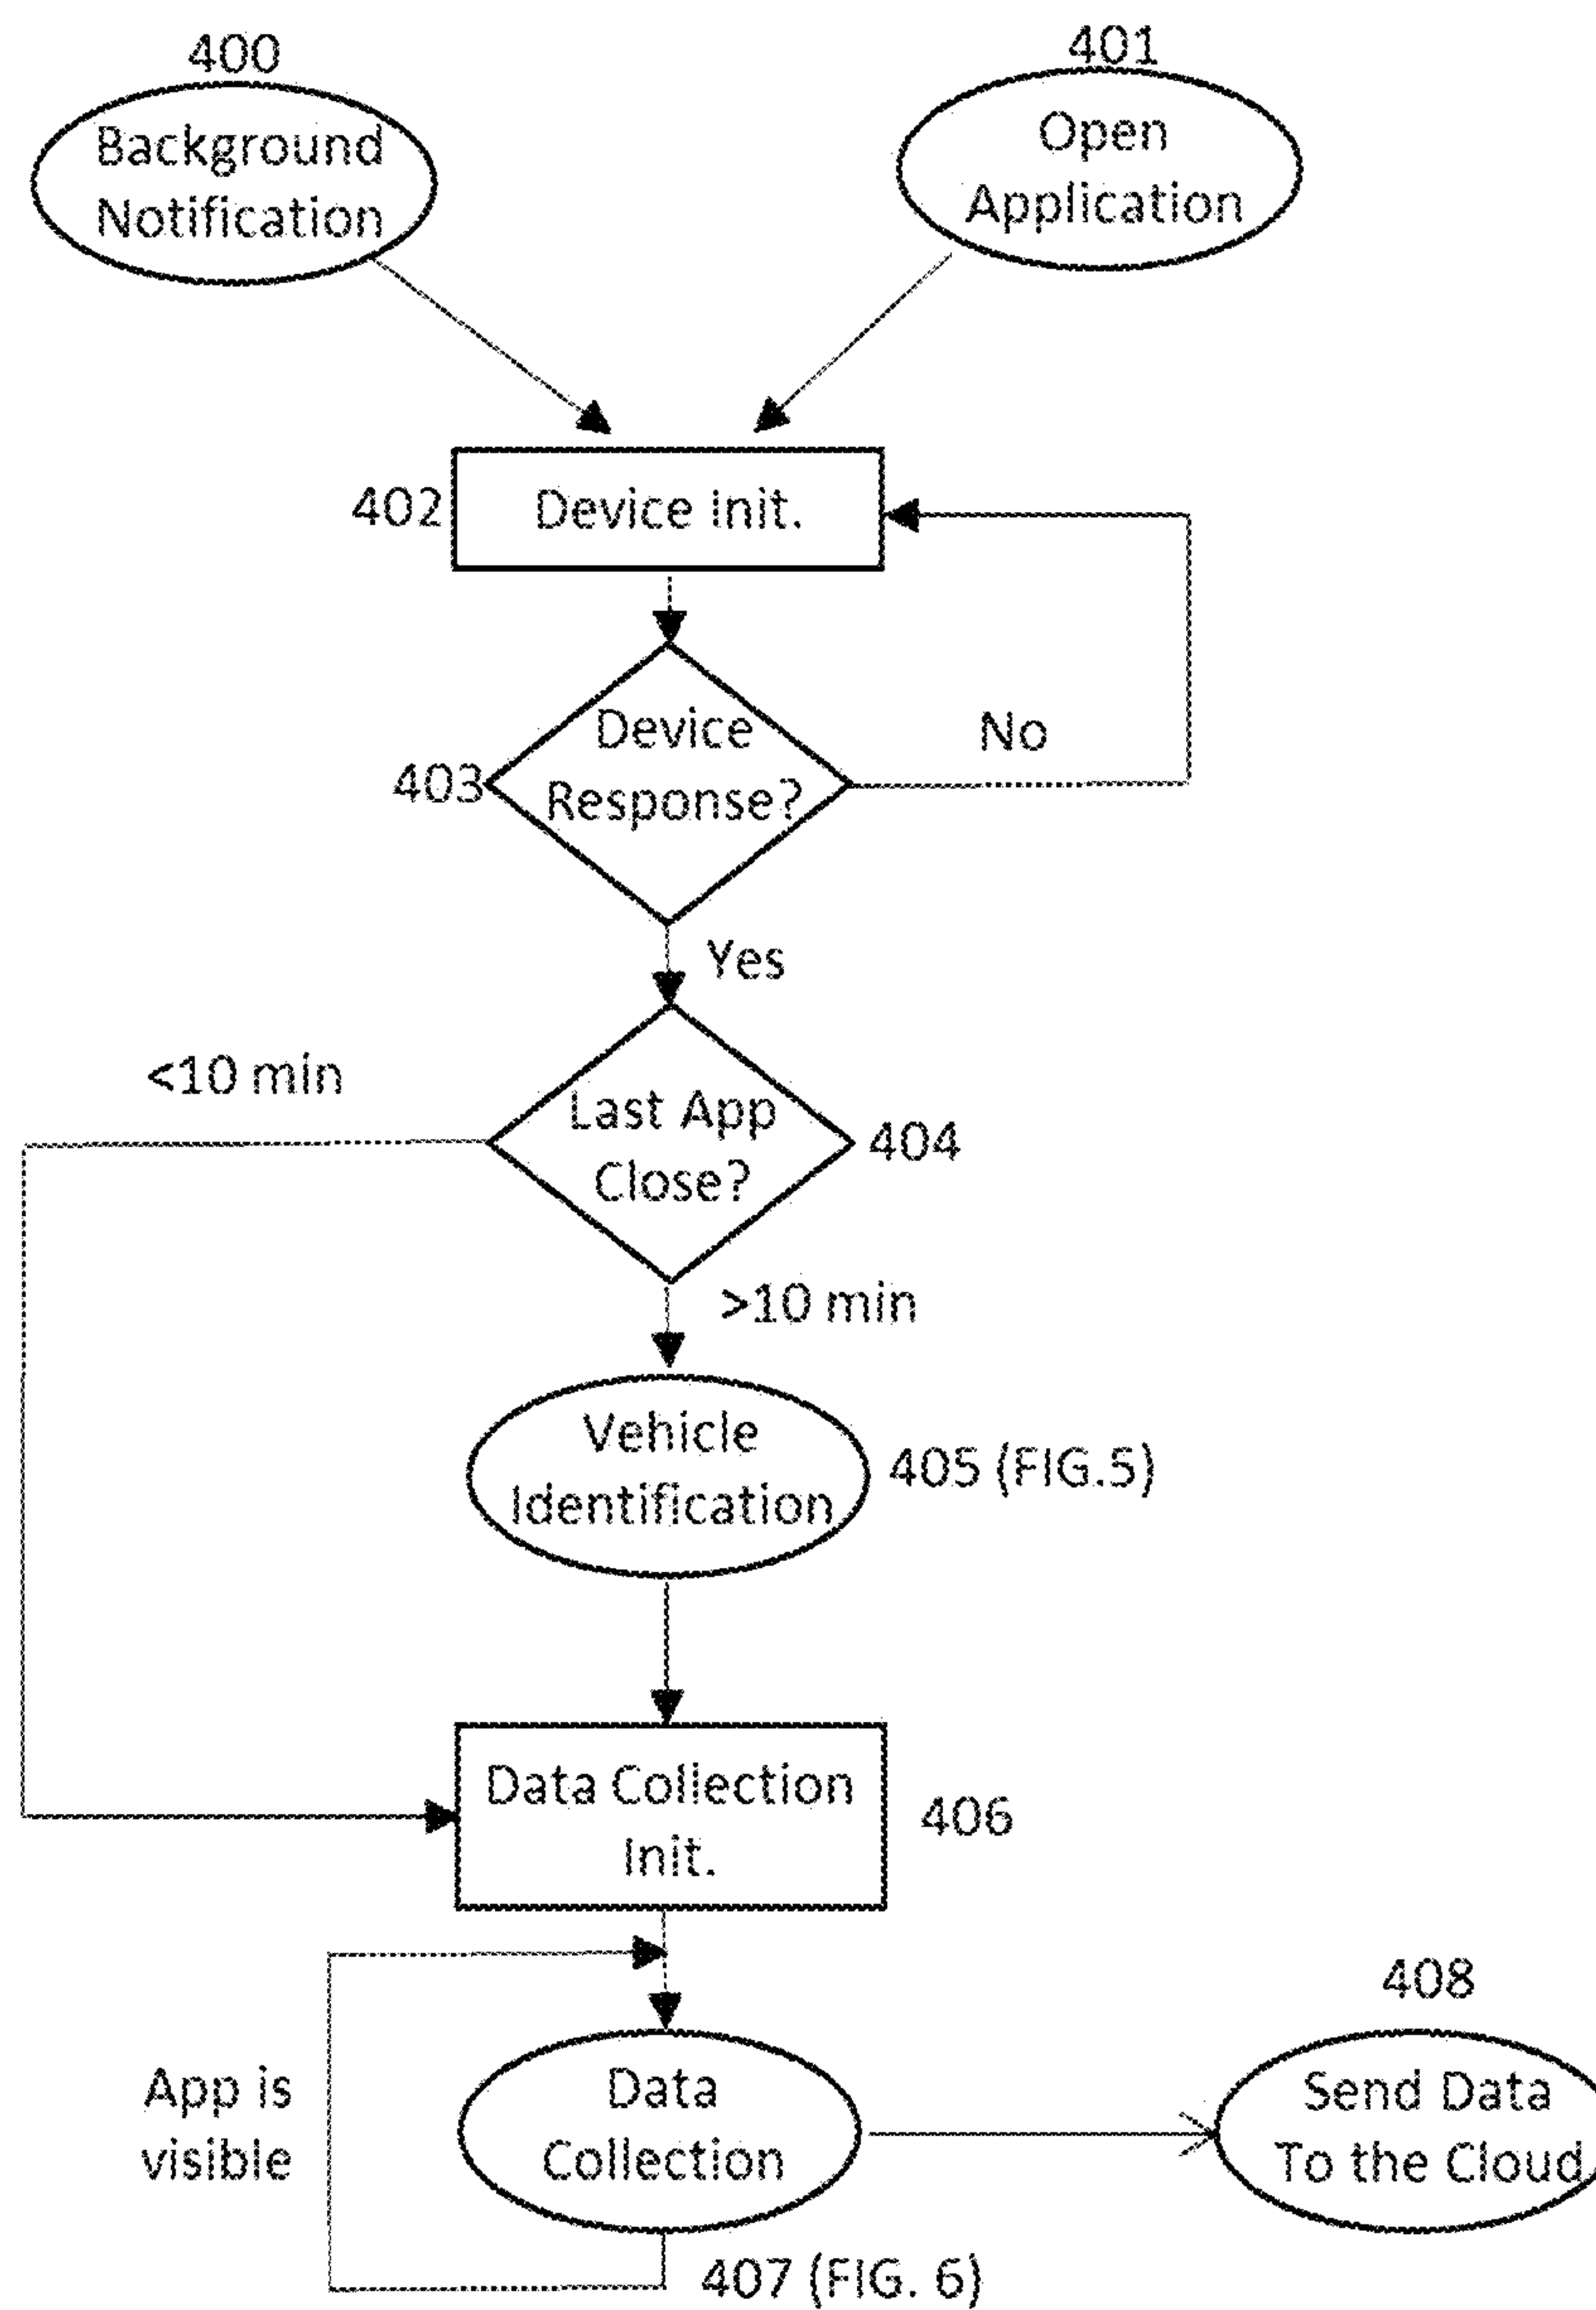 400
401
Background
Notification
Open
Application
402
Device Init.
Device
Response?
403
No
Yes
<10 min
Last App
Close?
404
>10 min
Vehicle
Identification
405 (FIG.5)
Data Collection
Init.
406
408
App is
visible
Data
Collection
Send Data
To the Cloud
407 (FIG. 6)